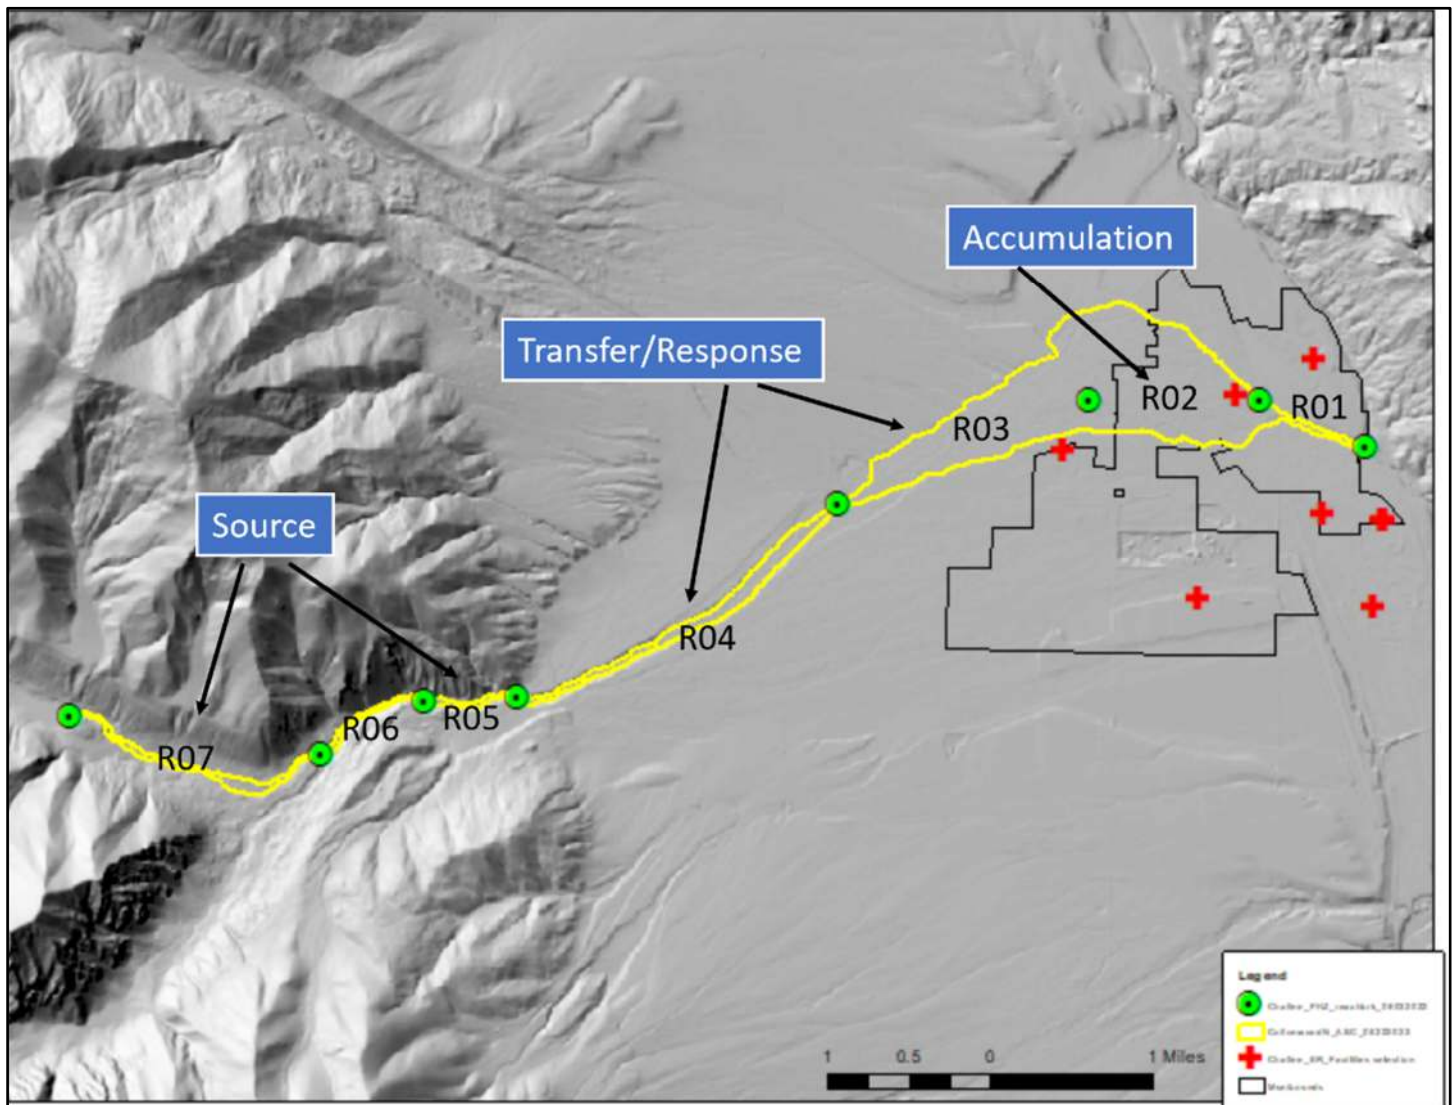 Accumulation
Transfer/Response
R02
R01
R03
Source
R04
R06
R05
R07
Legend
1 0.5 0 1 Miles